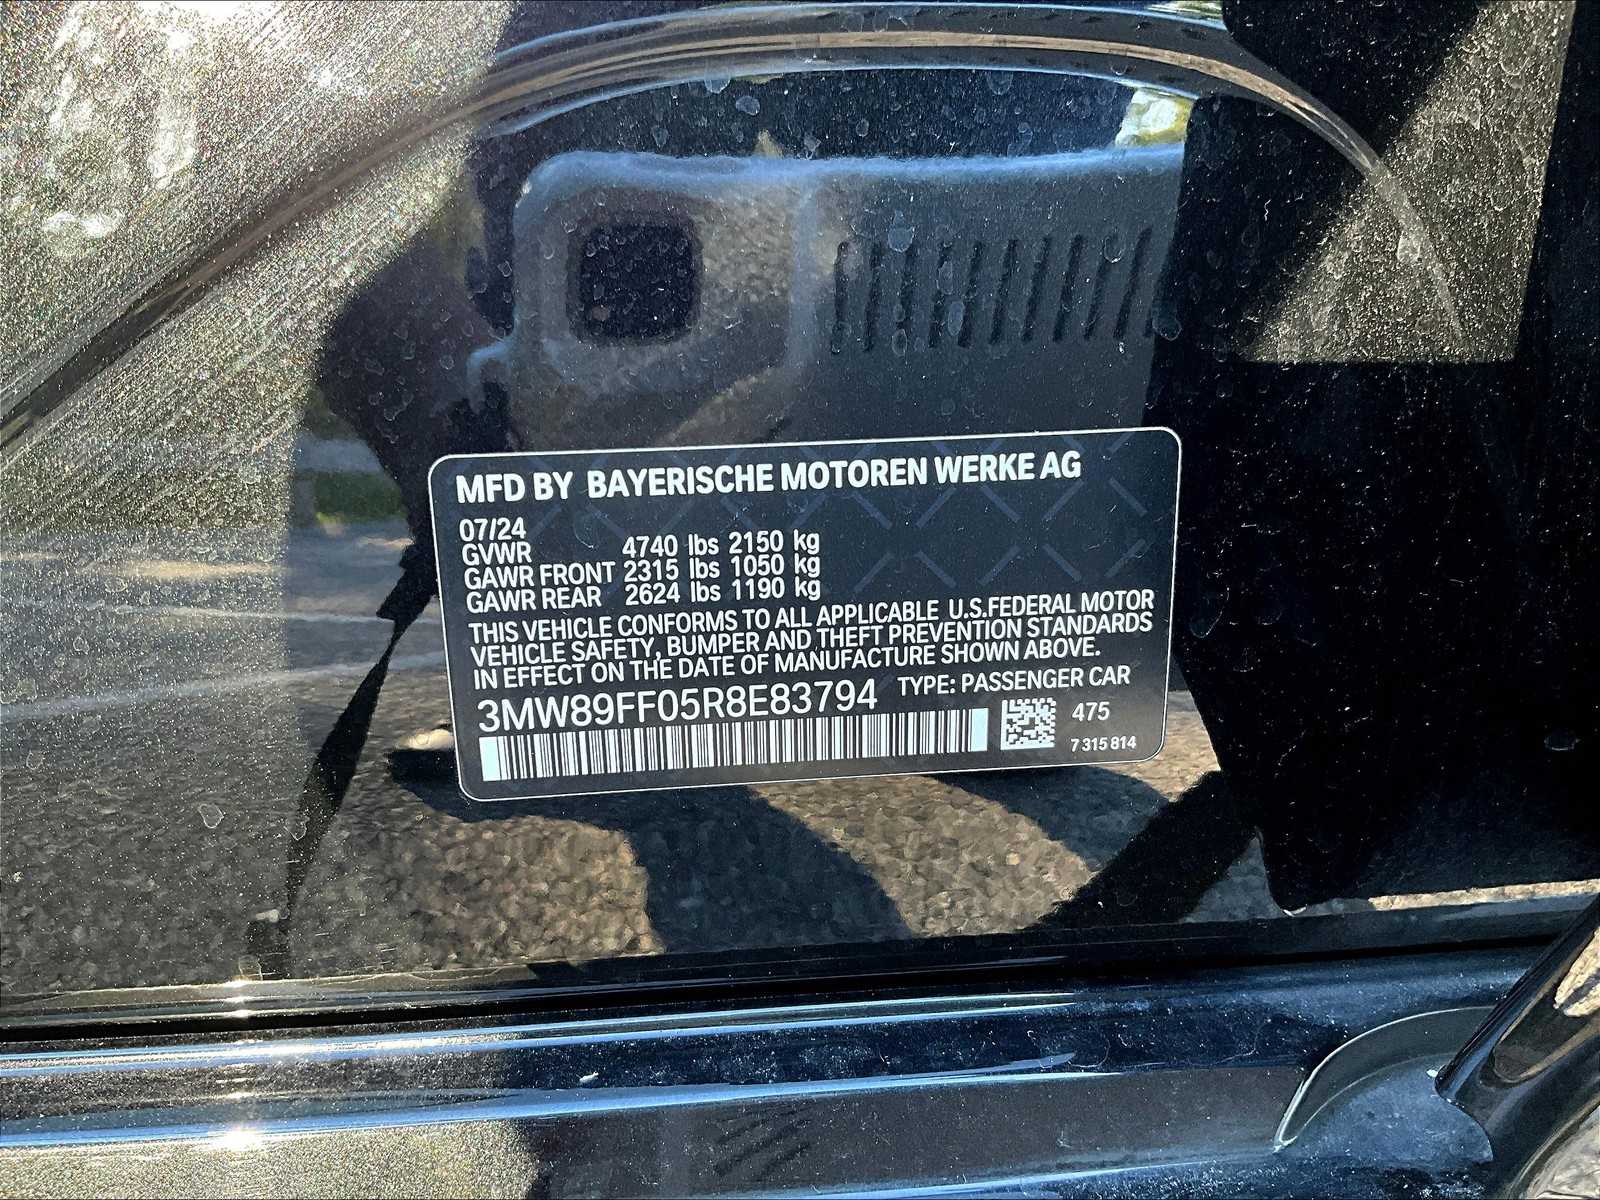 MFD BY BAYERISCHE MOTOREN WERKE AG
07/24
GVWR 4740 lbs 2150 kg
GAWR FRONT 2315 lbs 1050 kg
GAWR REAR 2624 lbs 1190 kg
THIS VEHICLE CONFORMS TO ALL APPLICABLE U.S.FEDERAL MOTOR
VEHICLE SAFETY, BUMPER AND THEFT PREVENTION STANDARDS
IN EFFECT ON THE DATE OF MANUFACTURE SHOWN ABOVE.
3MW89FF05R8E83794 TYPE: PASSENGER CAR
475
7 315 814